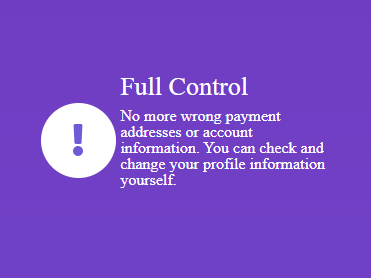 Full Control
!
No more wrong payment
addresses or account
information. You can check and
change your profile information
yourself.